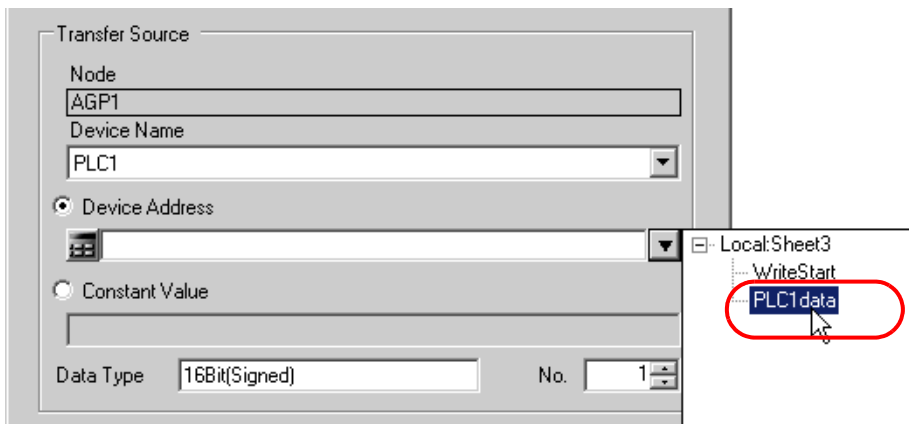 Transfer Source
Node
AGP1
Device Name
PLC1
Device Address
Local:Sheet3
WriteStart
Constant Value
PLC1data
Data Type 16Bit(Signed) No. 1